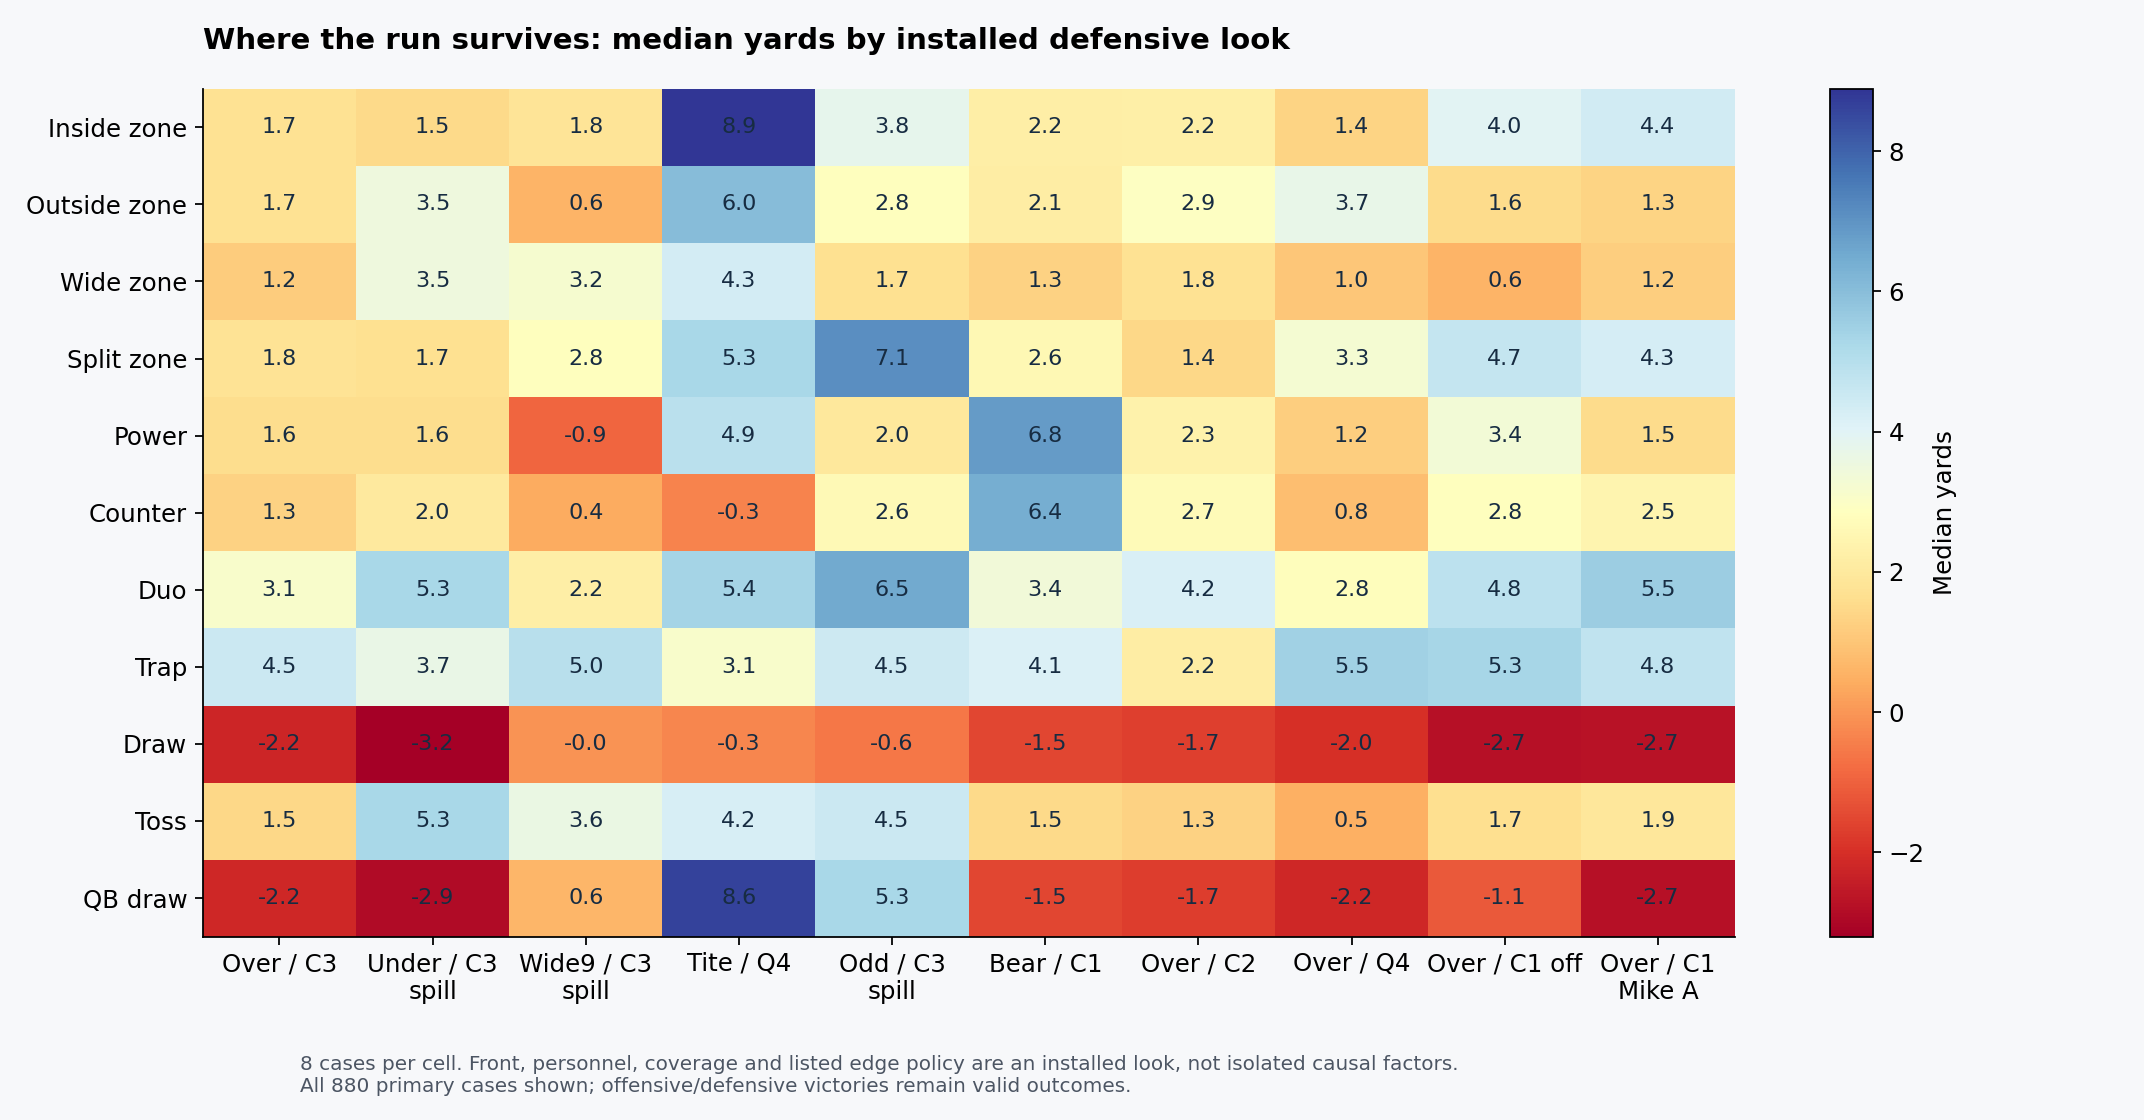 Where the run survives: median yards by installed defensive look
Inside zone 1.7 1.5 1.8 8.9 3.8 2.2 2.2 1.4 4.0 4.4
Outside zone 1.7 3.5 0.6 6.0 2.8 2.1 2.9 3.7 1.6 1.3
Wide zone 1.2 3.5 3.2 4.3 1.7 1.3 1.8 1.0 0.6 1.2
Split zone 1.8 1.7 2.8 5.3 7.1 2.6 1.4 3.3 4.7 4.3
Power 1.6 1.6 -0.9 4.9 2.0 6.8 2.3 1.2 3.4 1.5
Counter 1.3 2.0 0.4 -0.3 2.6 6.4 2.7 0.8 2.8 2.5
Duo 3.1 5.3 2.2 5.4 6.5 3.4 4.2 2.8 4.8 5.5
Trap 4.5 3.7 5.0 3.1 4.5 4.1 2.2 5.5 5.3 4.8
Draw -2.2 -3.2 -0.0 -0.3 -0.6 -1.5 -1.7 -2.0 -2.7 -2.7
Toss 1.5 5.3 3.6 4.2 4.5 1.5 1.3 0.5 1.7 1.9
QB draw -2.2 -2.9 0.6 8.6 5.3 -1.5 -1.7 -2.2 -1.1 -2.7
Over / C3 Under / C3 Wide9 / C3 Tite / Q4 Odd / C3 Bear / C1 Over / C2 Over / Q4 Over / C1 off Over / C1
spill spill spill Mike A
8
6
4
2
0
−2
Median yards
8 cases per cell. Front, personnel, coverage and listed edge policy are an installed look, not isolated causal factors.
All 880 primary cases shown; offensive/defensive victories remain valid outcomes.